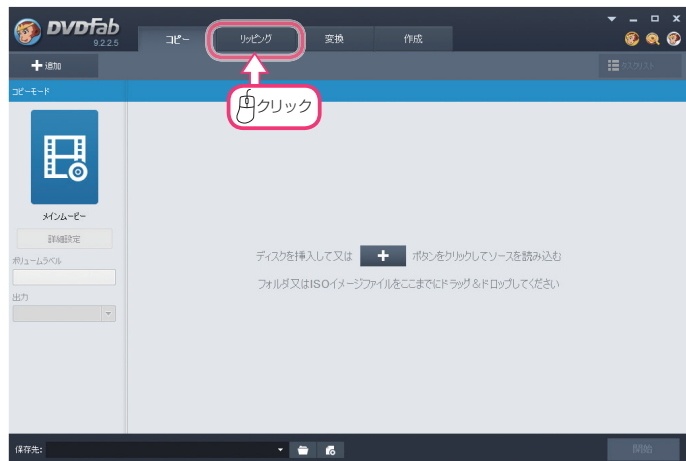 DVDFab
9.2.2.5
コピー
リッピング
変換
作成
追加
タスクリスト
コピーモード
クリック
メインムービー
詳細設定
ボリュームラベル
出力
ディスクを挿入して又は + ボタンをクリックしてソースを読み込む
フォルダ又はISOイメージファイルをここまでにドラッグ&ドロップしてください
保存先:
開始